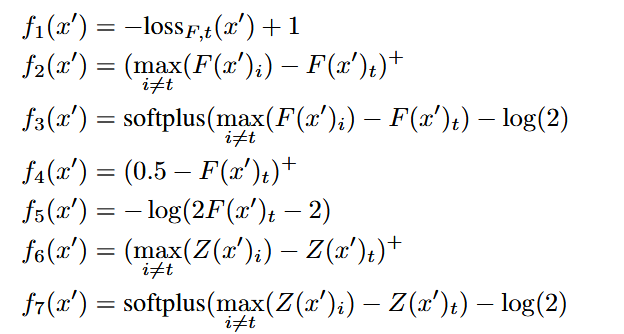 f₁(x′) = −loss_{F,t}(x′) + 1
f₂(x′) = (max_{i≠t}(F(x′)ᵢ) − F(x′)ₜ)⁺
f₃(x′) = softplus(max_{i≠t}(F(x′)ᵢ) − F(x′)ₜ) − log(2)
f₄(x′) = (0.5 − F(x′)ₜ)⁺
f₅(x′) = − log(2F(x′)ₜ − 2)
f₆(x′) = (max_{i≠t}(Z(x′)ᵢ) − Z(x′)ₜ)⁺
f₇(x′) = softplus(max_{i≠t}(Z(x′)ᵢ) − Z(x′)ₜ) − log(2)